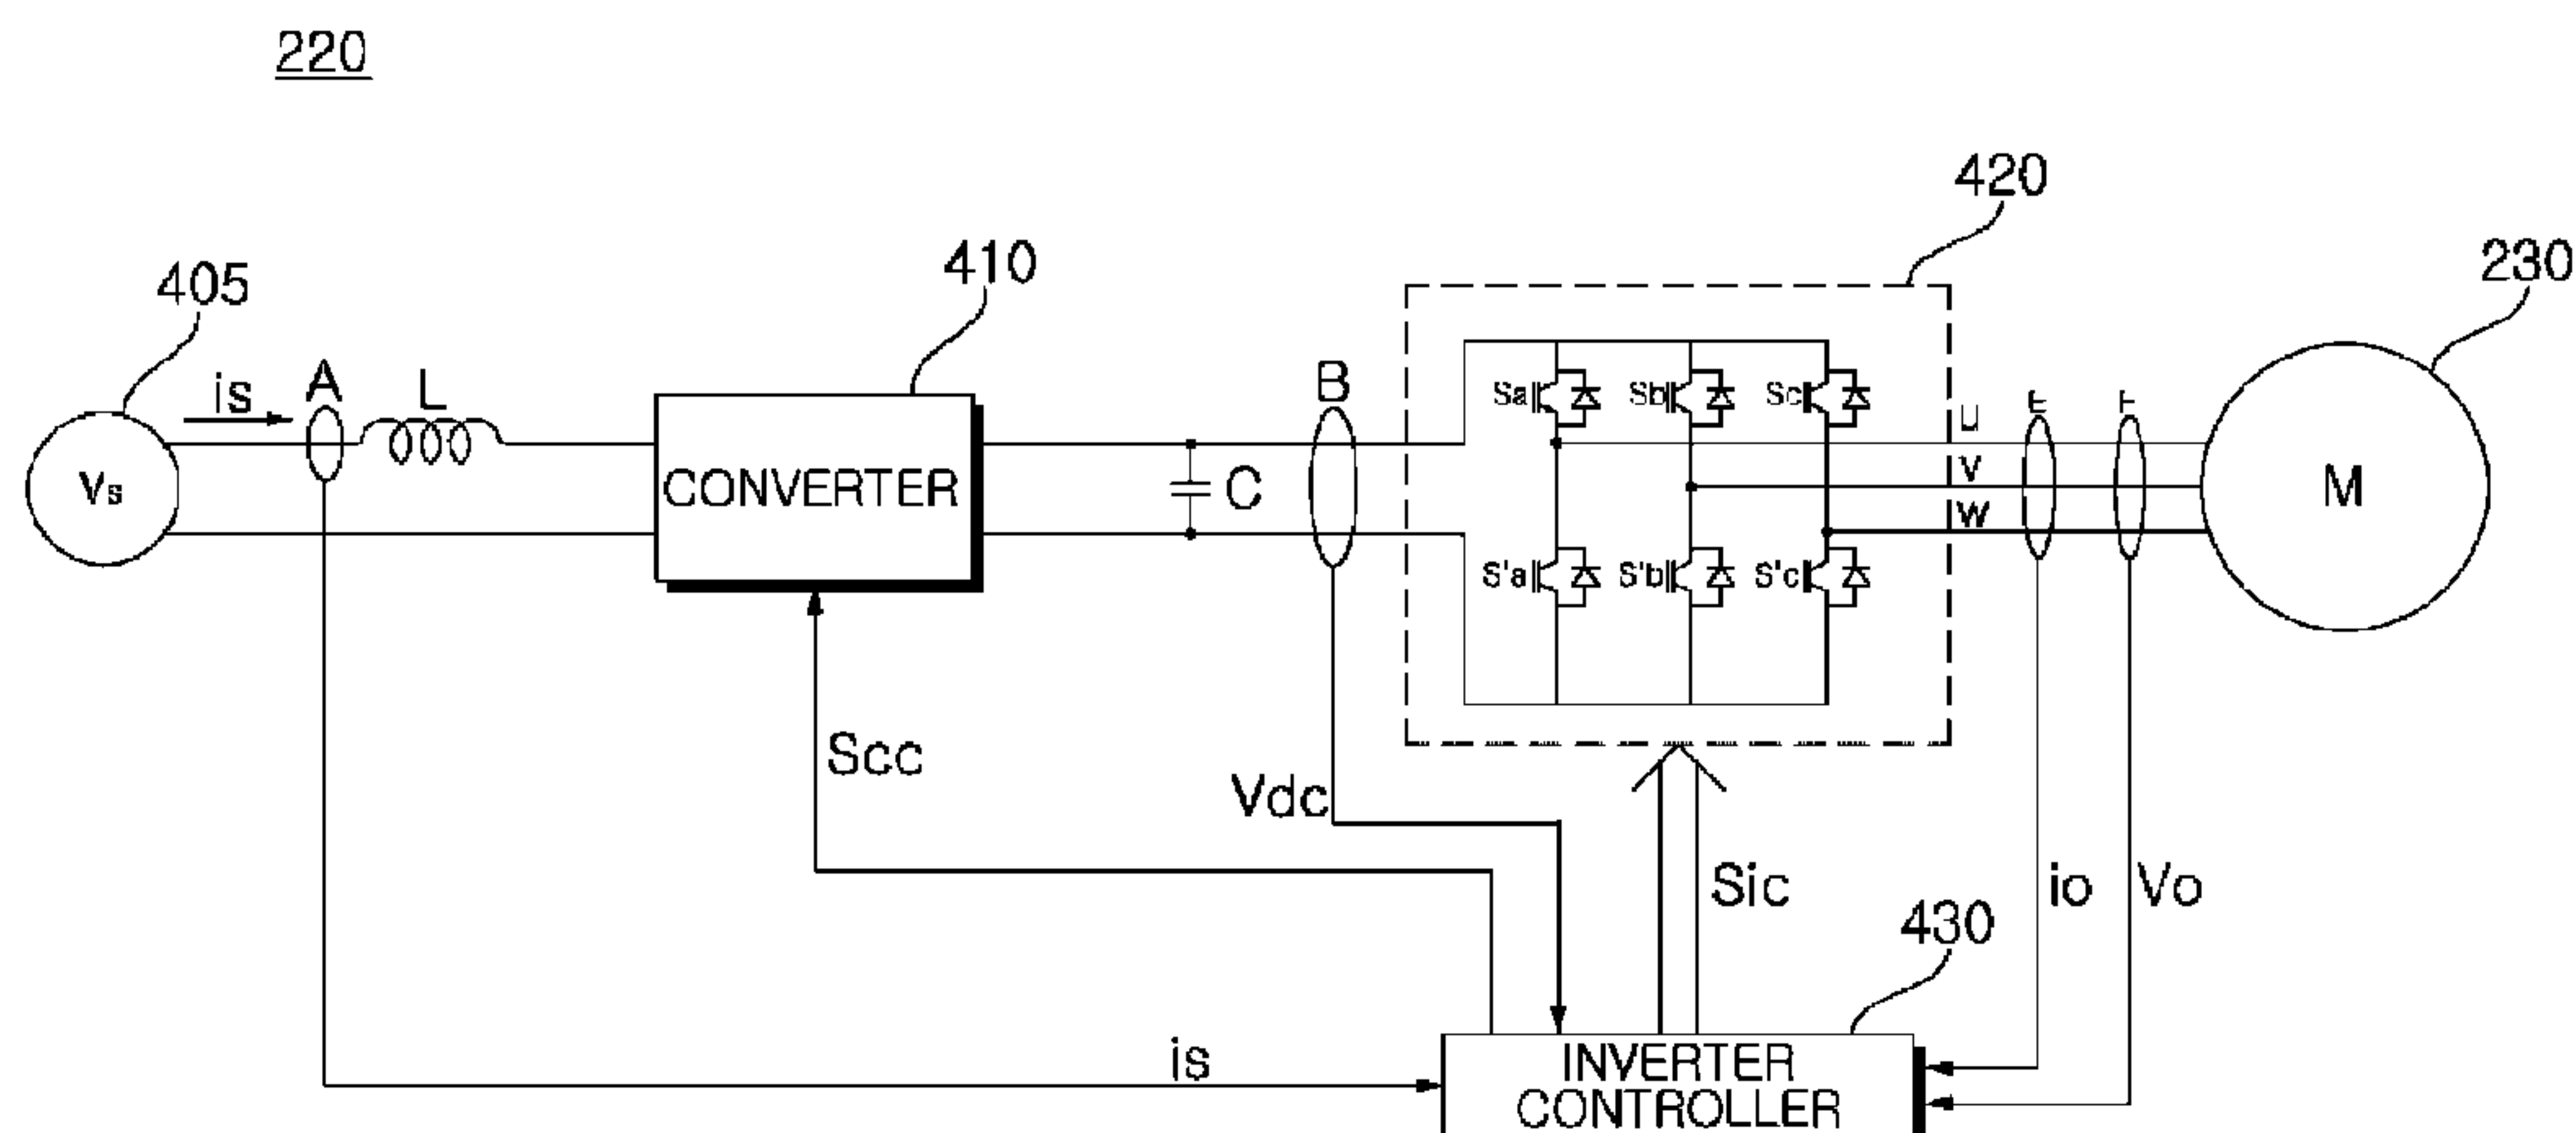 220
420
230
405
410
is
A
L
B
Vs
CONVERTER
C
Sa
Sb
Sc
S'a
S'b
S'c
U
V
W
E
F
M
Scc
Vdc
Sic
io
Vo
430
is
INVERTER
CONTROLLER